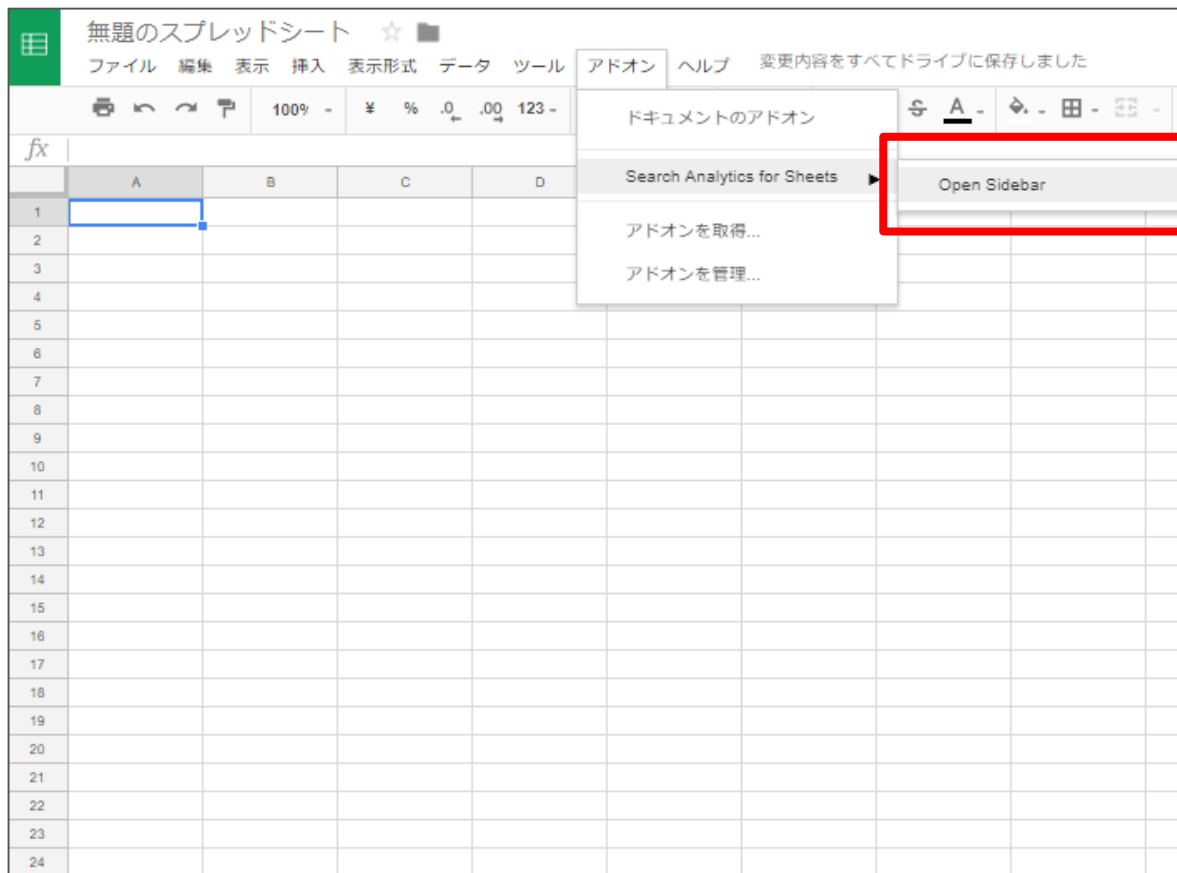 無題のスプレッドシート
ファイル 編集 表示 挿入 表示形式 データ ツール アドオン ヘルプ 変更内容をすべてドライブに保存しました
100% ¥ % .0 .00 123 S A
ドキュメントのアドオン
fx
Search Analytics for Sheets ▶ Open Sidebar
アドオンを取得...
アドオンを管理...
A B C D
1
2
3
4
5
6
7
8
9
10
11
12
13
14
15
16
17
18
19
20
21
22
23
24